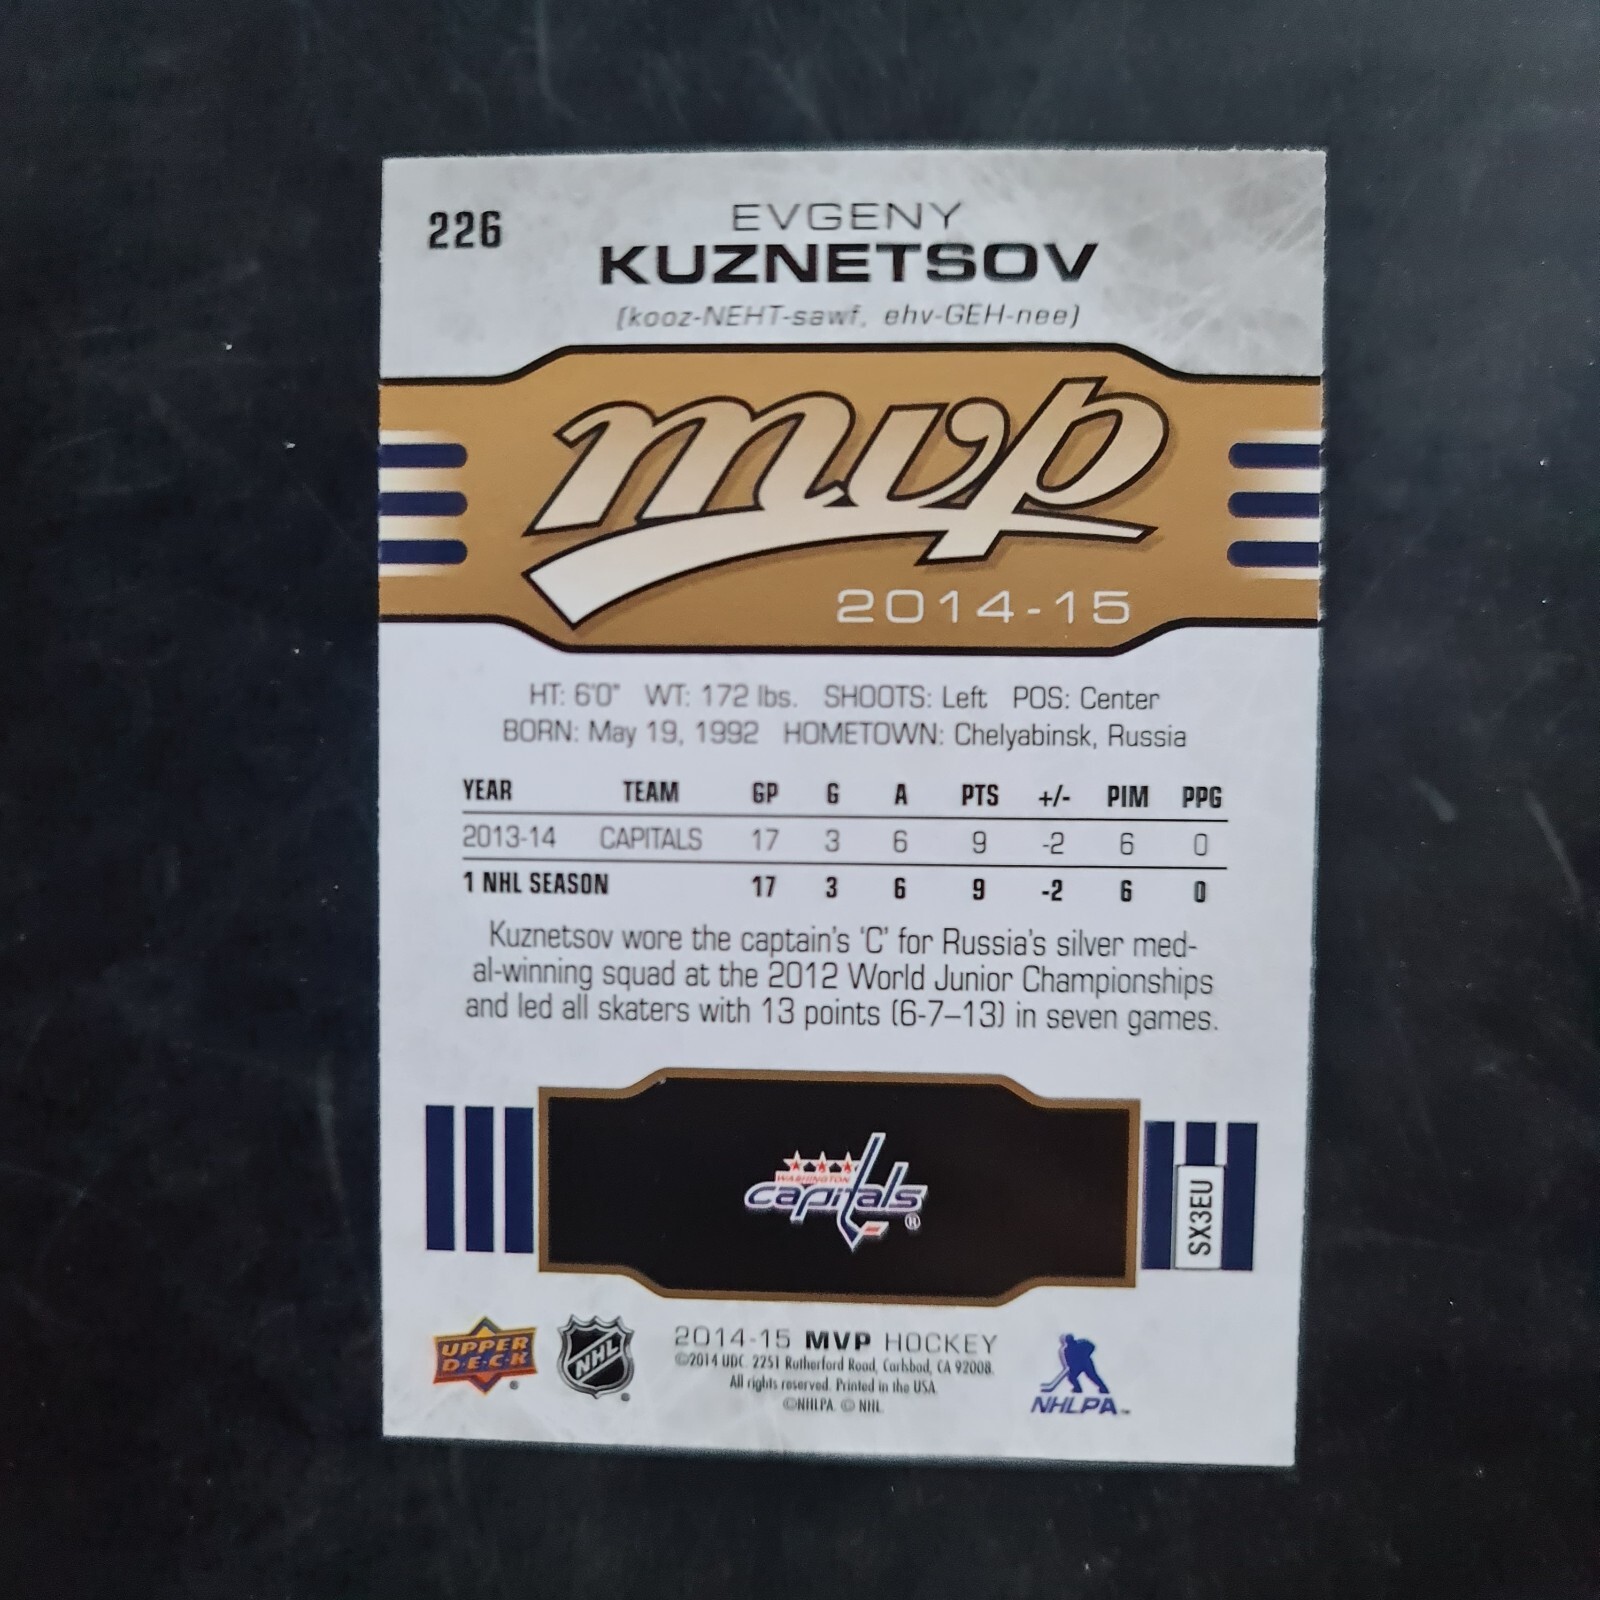 226
EVGENY
KUZNETSOV
(kooz-NEHT-sawf, ehv-GEH-nee)
mvp
2014-15
HT: 6'0" WT: 172 lbs. SHOOTS: Left POS: Center
BORN: May 19, 1992 HOMETOWN: Chelyabinsk, Russia
YEAR TEAM GP G A PTS +/- PIM PPG
2013-14 CAPITALS 17 3 6 9 -2 6 0
1 NHL SEASON 17 3 6 9 -2 6 0
Kuznetsov wore the captain's 'C' for Russia's silver med-
al-winning squad at the 2012 World Junior Championships
and led all skaters with 13 points (6-7–13) in seven games.
WASHINGTON
capitals ®
SX3EU
UPPER
D·E·C·K ®
NHL ®
2014-15 MVP HOCKEY
©2014 UDC. 2251 Rutherford Road, Carlsbad, CA 92008.
All rights reserved. Printed in the USA.
©NHLPA. © NHL.
NHLPA™